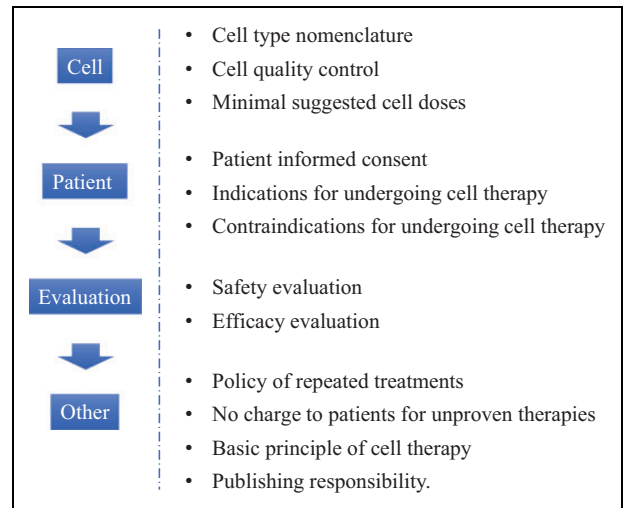 Cell
• Cell type nomenclature
• Cell quality control
• Minimal suggested cell doses
Patient
• Patient informed consent
• Indications for undergoing cell therapy
• Contraindications for undergoing cell therapy
Evaluation
• Safety evaluation
• Efficacy evaluation
Other
• Policy of repeated treatments
• No charge to patients for unproven therapies
• Basic principle of cell therapy
• Publishing responsibility.